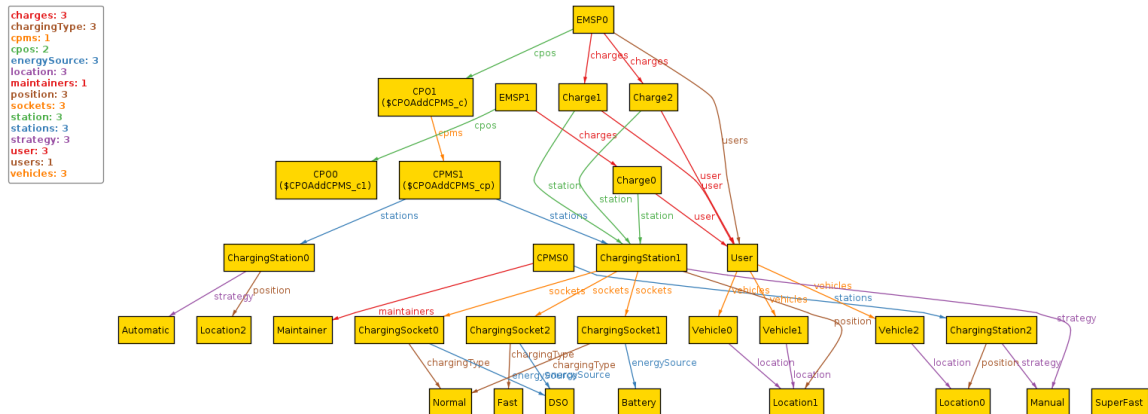 charges: 3
chargingType: 3
cpms: 1
cpos: 2
energySource: 3
location: 3
maintainers: 1
position: 3
sockets: 3
station: 3
stations: 3
strategy: 3
user: 3
users: 1
vehicles: 3
EMSP0
cpos
charges
charges
CPO1
($CPOAddCPMS_c)
EMSP1
Charge1
Charge2
cpos
cpms
charges
users
CPO0
($CPOAddCPMS_c1)
CPMS1
($CPOAddCPMS_cp)
Charge0
station
station
user
user
stations
stations
station
user
ChargingStation0
CPMS0
ChargingStation1
User
strategy
position
maintainers
sockets
sockets
sockets
vehicles
vehicles
vehicles
stations
position
strategy
Automatic
Location2
Maintainer
ChargingSocket0
ChargingSocket2
ChargingSocket1
Vehicle0
Vehicle1
Vehicle2
ChargingStation2
chargingType
chargingType
chargingType
energySource
energySource
energySource
location
location
location
position
strategy
Normal
Fast
DSO
Battery
Location1
Location0
Manual
SuperFast